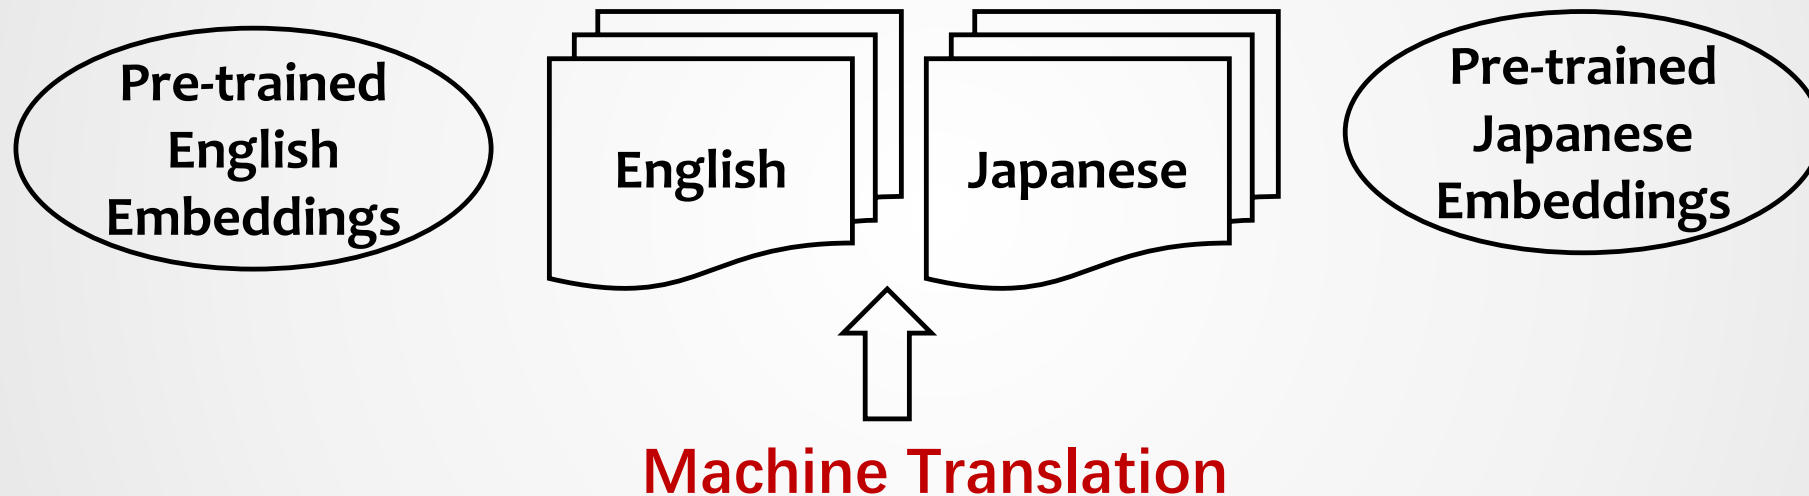 Pre-trained
English
Embeddings
English
Japanese
Pre-trained
Japanese
Embeddings
Machine Translation